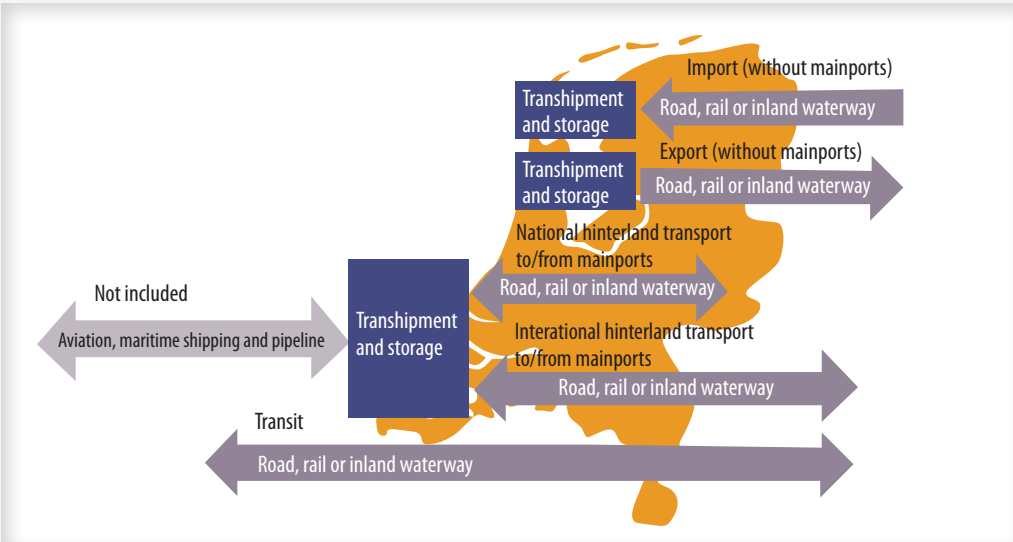 Import (without mainports)
Transhipment
and storage
Road, rail or inland waterway
Export (without mainports)
Transhipment
and storage
Road, rail or inland waterway
National hinterland transport
to/from mainports
Road, rail or inland waterway
Not included
Aviation, maritime shipping and pipeline
Transhipment
and storage
Interational hinterland transport
to/from mainports
Road, rail or inland waterway
Transit
Road, rail or inland waterway